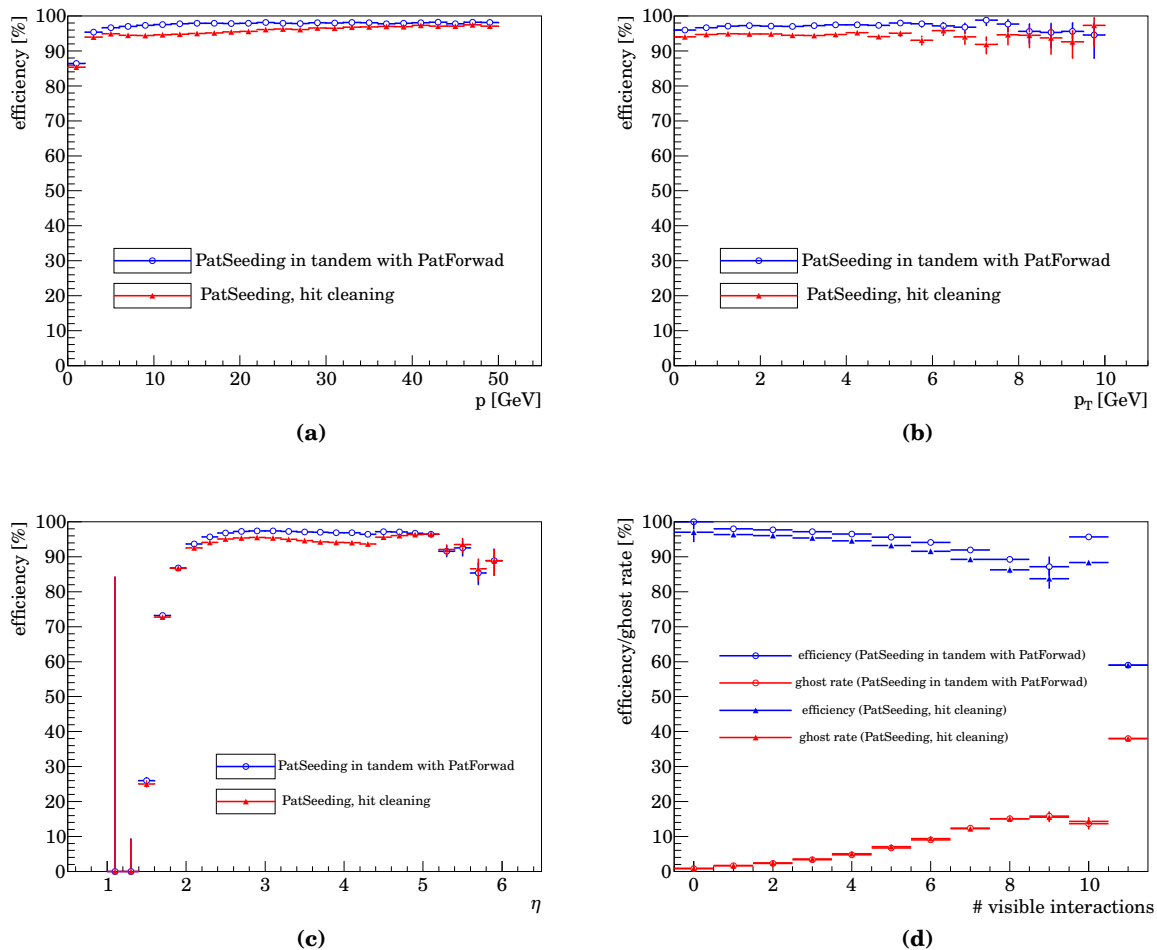 efficiency [%]
100
90
80
70
60
50
40
30
20
10
0
PatSeeding in tandem with PatForwad
PatSeeding, hit cleaning
0 10 20 30 40 50
p [GeV]
(a)
efficiency [%]
100
90
80
70
60
50
40
30
20
10
0
PatSeeding in tandem with PatForwad
PatSeeding, hit cleaning
0 2 4 6 8 10
p_T [GeV]
(b)
efficiency [%]
100
90
80
70
60
50
40
30
20
10
0
PatSeeding in tandem with PatForwad
PatSeeding, hit cleaning
1 2 3 4 5 6
η
(c)
efficiency/ghost rate [%]
100
90
80
70
60
50
40
30
20
10
0
efficiency (PatSeeding in tandem with PatForwad)
ghost rate (PatSeeding in tandem with PatForwad)
efficiency (PatSeeding, hit cleaning)
ghost rate (PatSeeding, hit cleaning)
0 2 4 6 8 10
# visible interactions
(d)